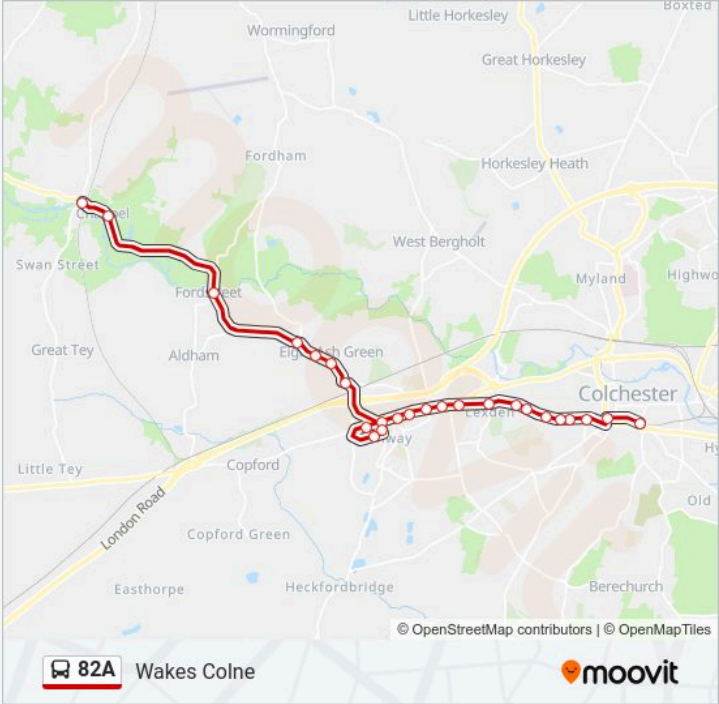 Boxted
Little Horkesley
Wormingford
Great Horkesley
Fordham
Horkesley Heath
West Bergholt
Swan Street
Myland
Highwo
Great Tey
Aldham
Colchester
Lexden
Little Tey
Copford
Hy
Old
London Road
Copford Green
Easthorpe
Heckfordbridge
Berechurch
© OpenStreetMap contributors | © OpenMapTiles
82A Wakes Colne
moovit